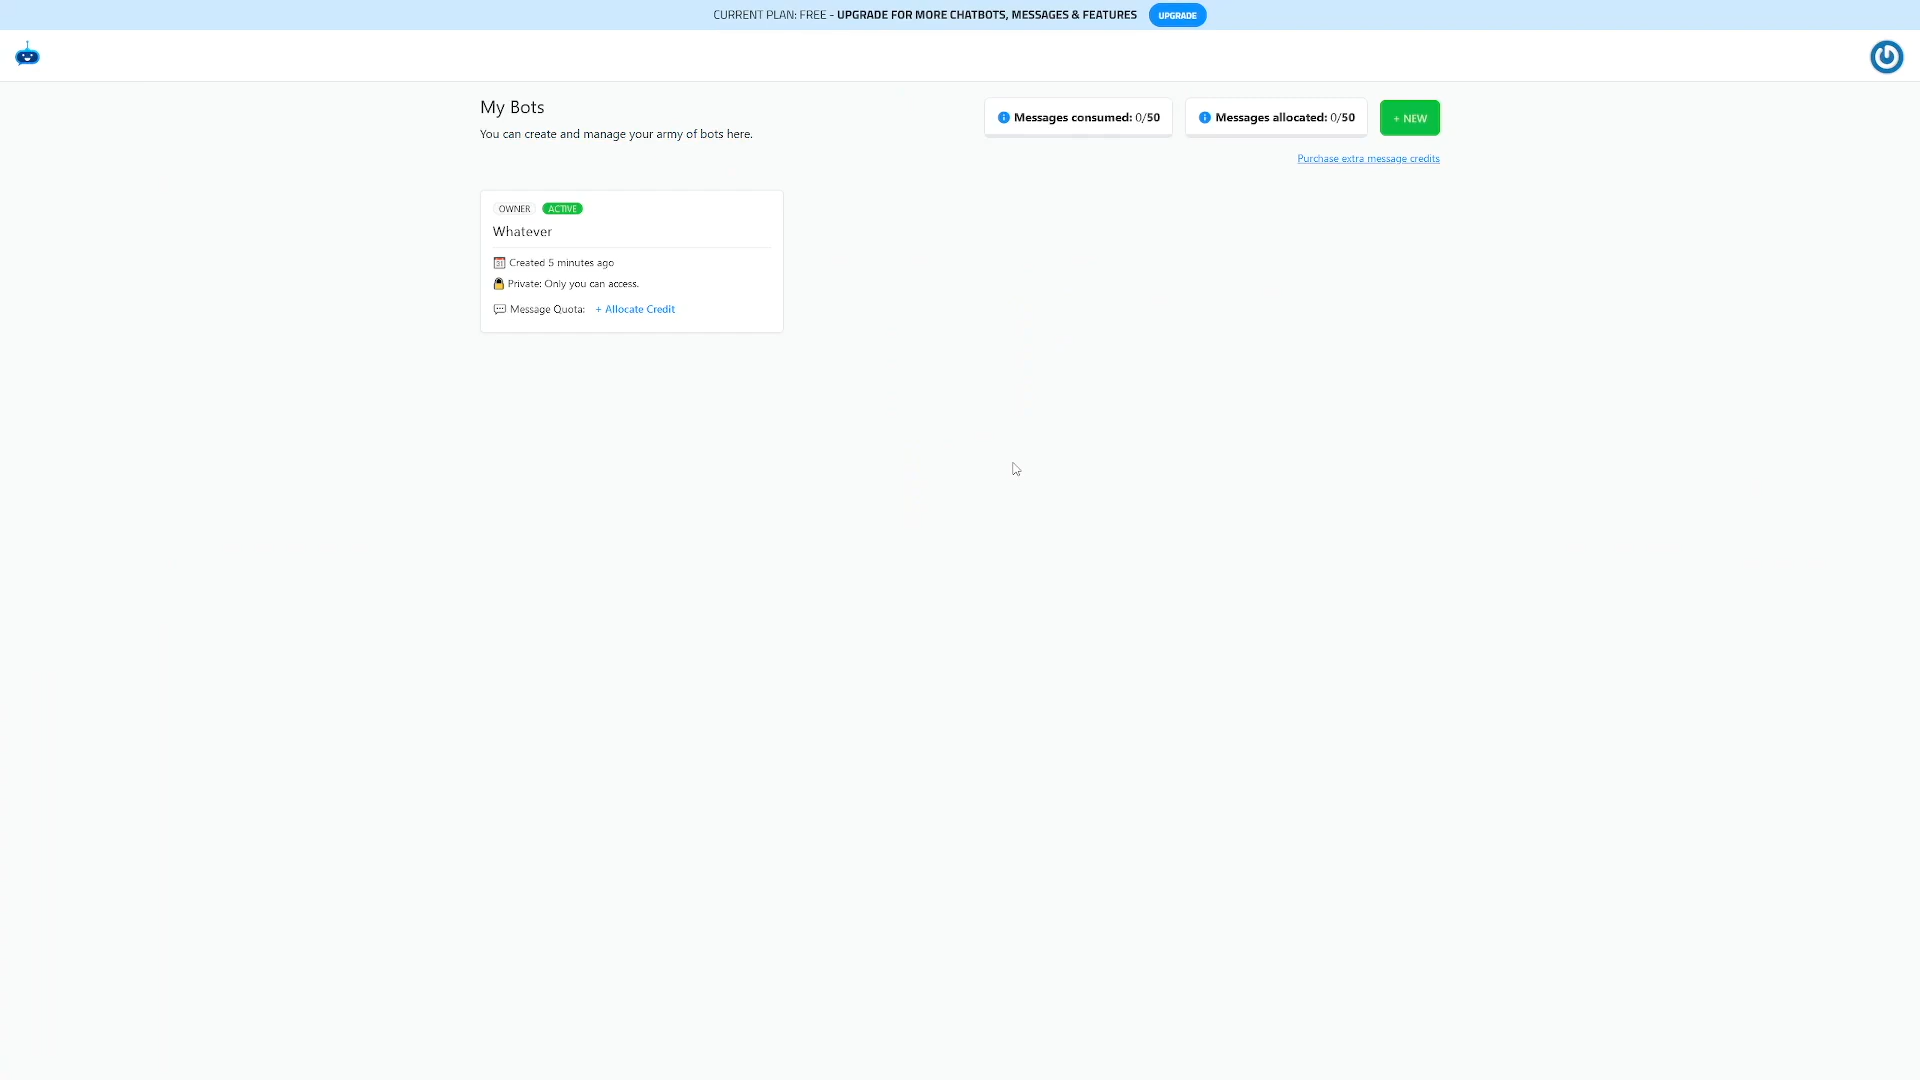 CURRENT PLAN: FREE - UPGRADE FOR MORE CHATBOTS, MESSAGES & FEATURES UPGRADE
My Bots
You can create and manage your army of bots here.
Messages consumed: 0/50
Messages allocated: 0/50
+ NEW
Purchase extra message credits
OWNER ACTIVE
Whatever
Created 5 minutes ago
Private: Only you can access.
Message Quota: + Allocate Credit